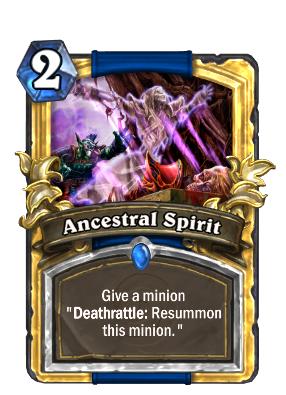 2
Ancestral Spirit
Give a minion
"Deathrattle: Resummon
this minion."